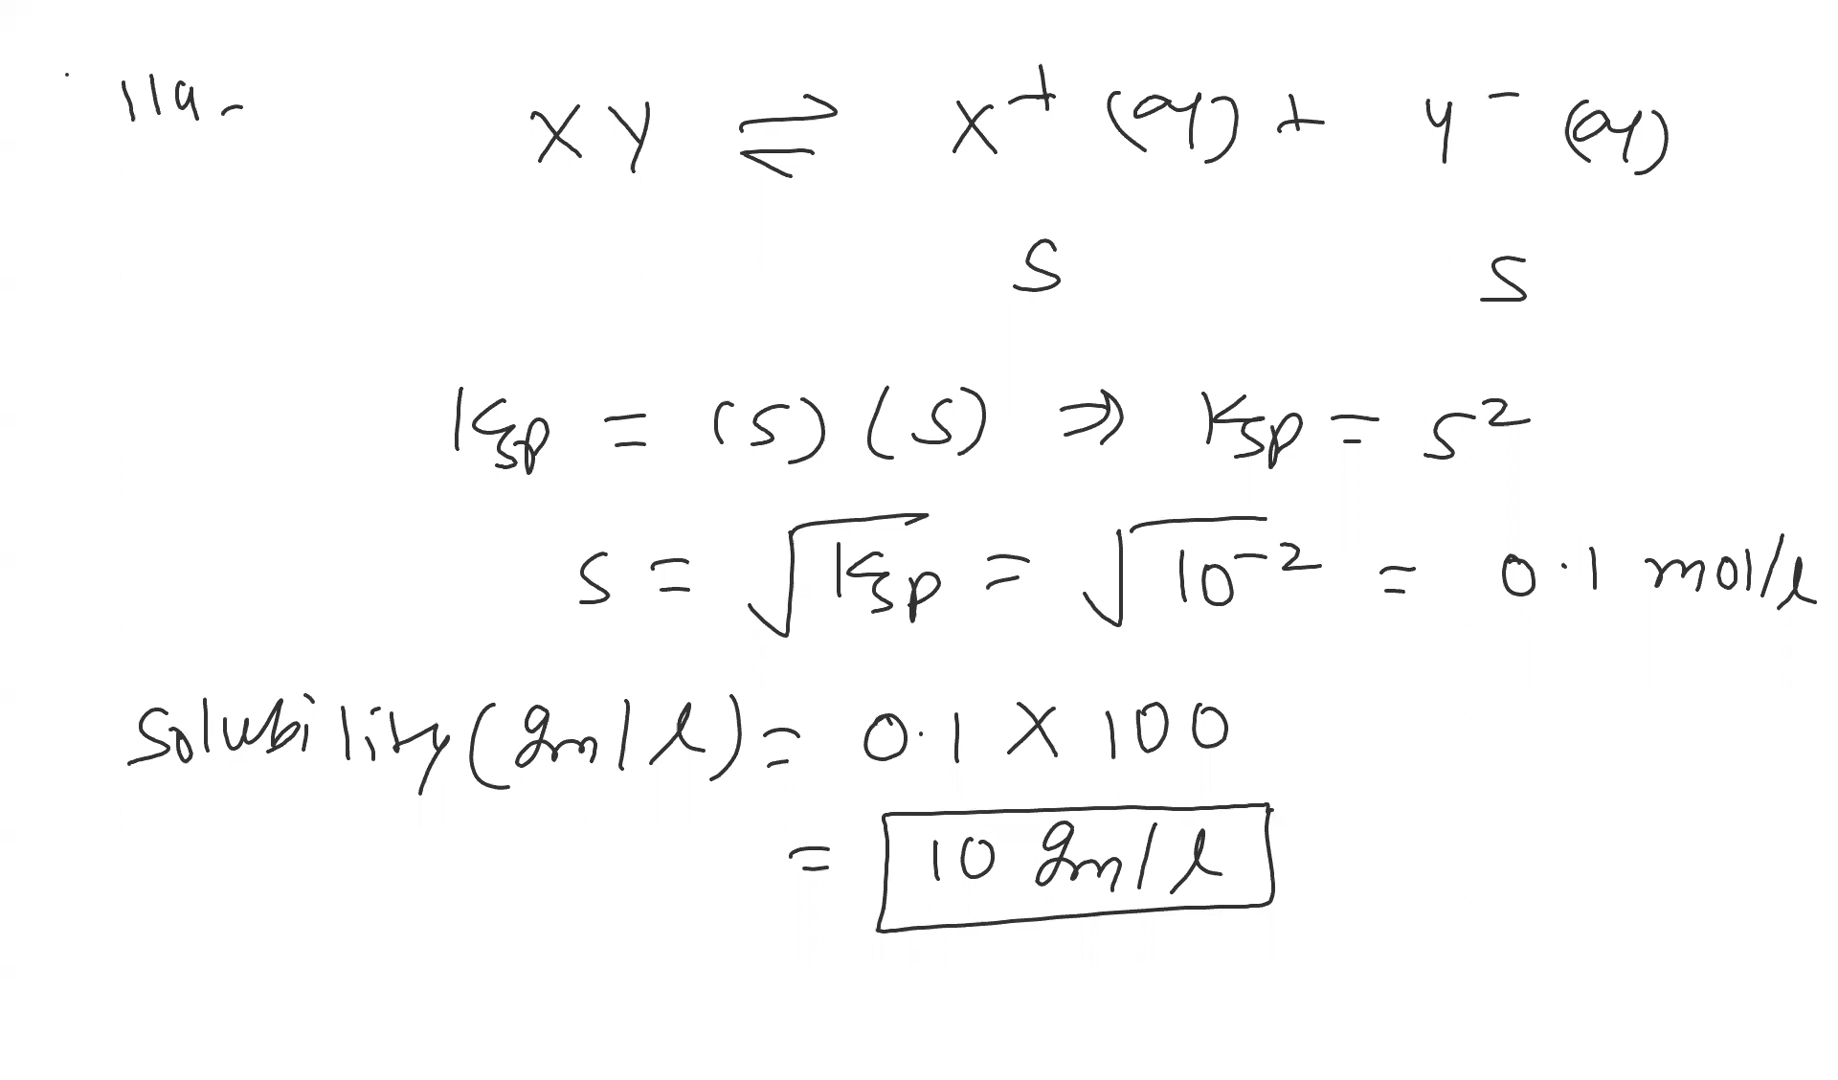 119- XY ⇌ X⁺ (aq) + Y⁻ (aq)
S S
Ksp = (S) (S) ⇒ Ksp = S²
S = √Ksp = √10⁻² = 0.1 mol/l
Solubility (gm/l) = 0.1 X 100
= 10 gm/l